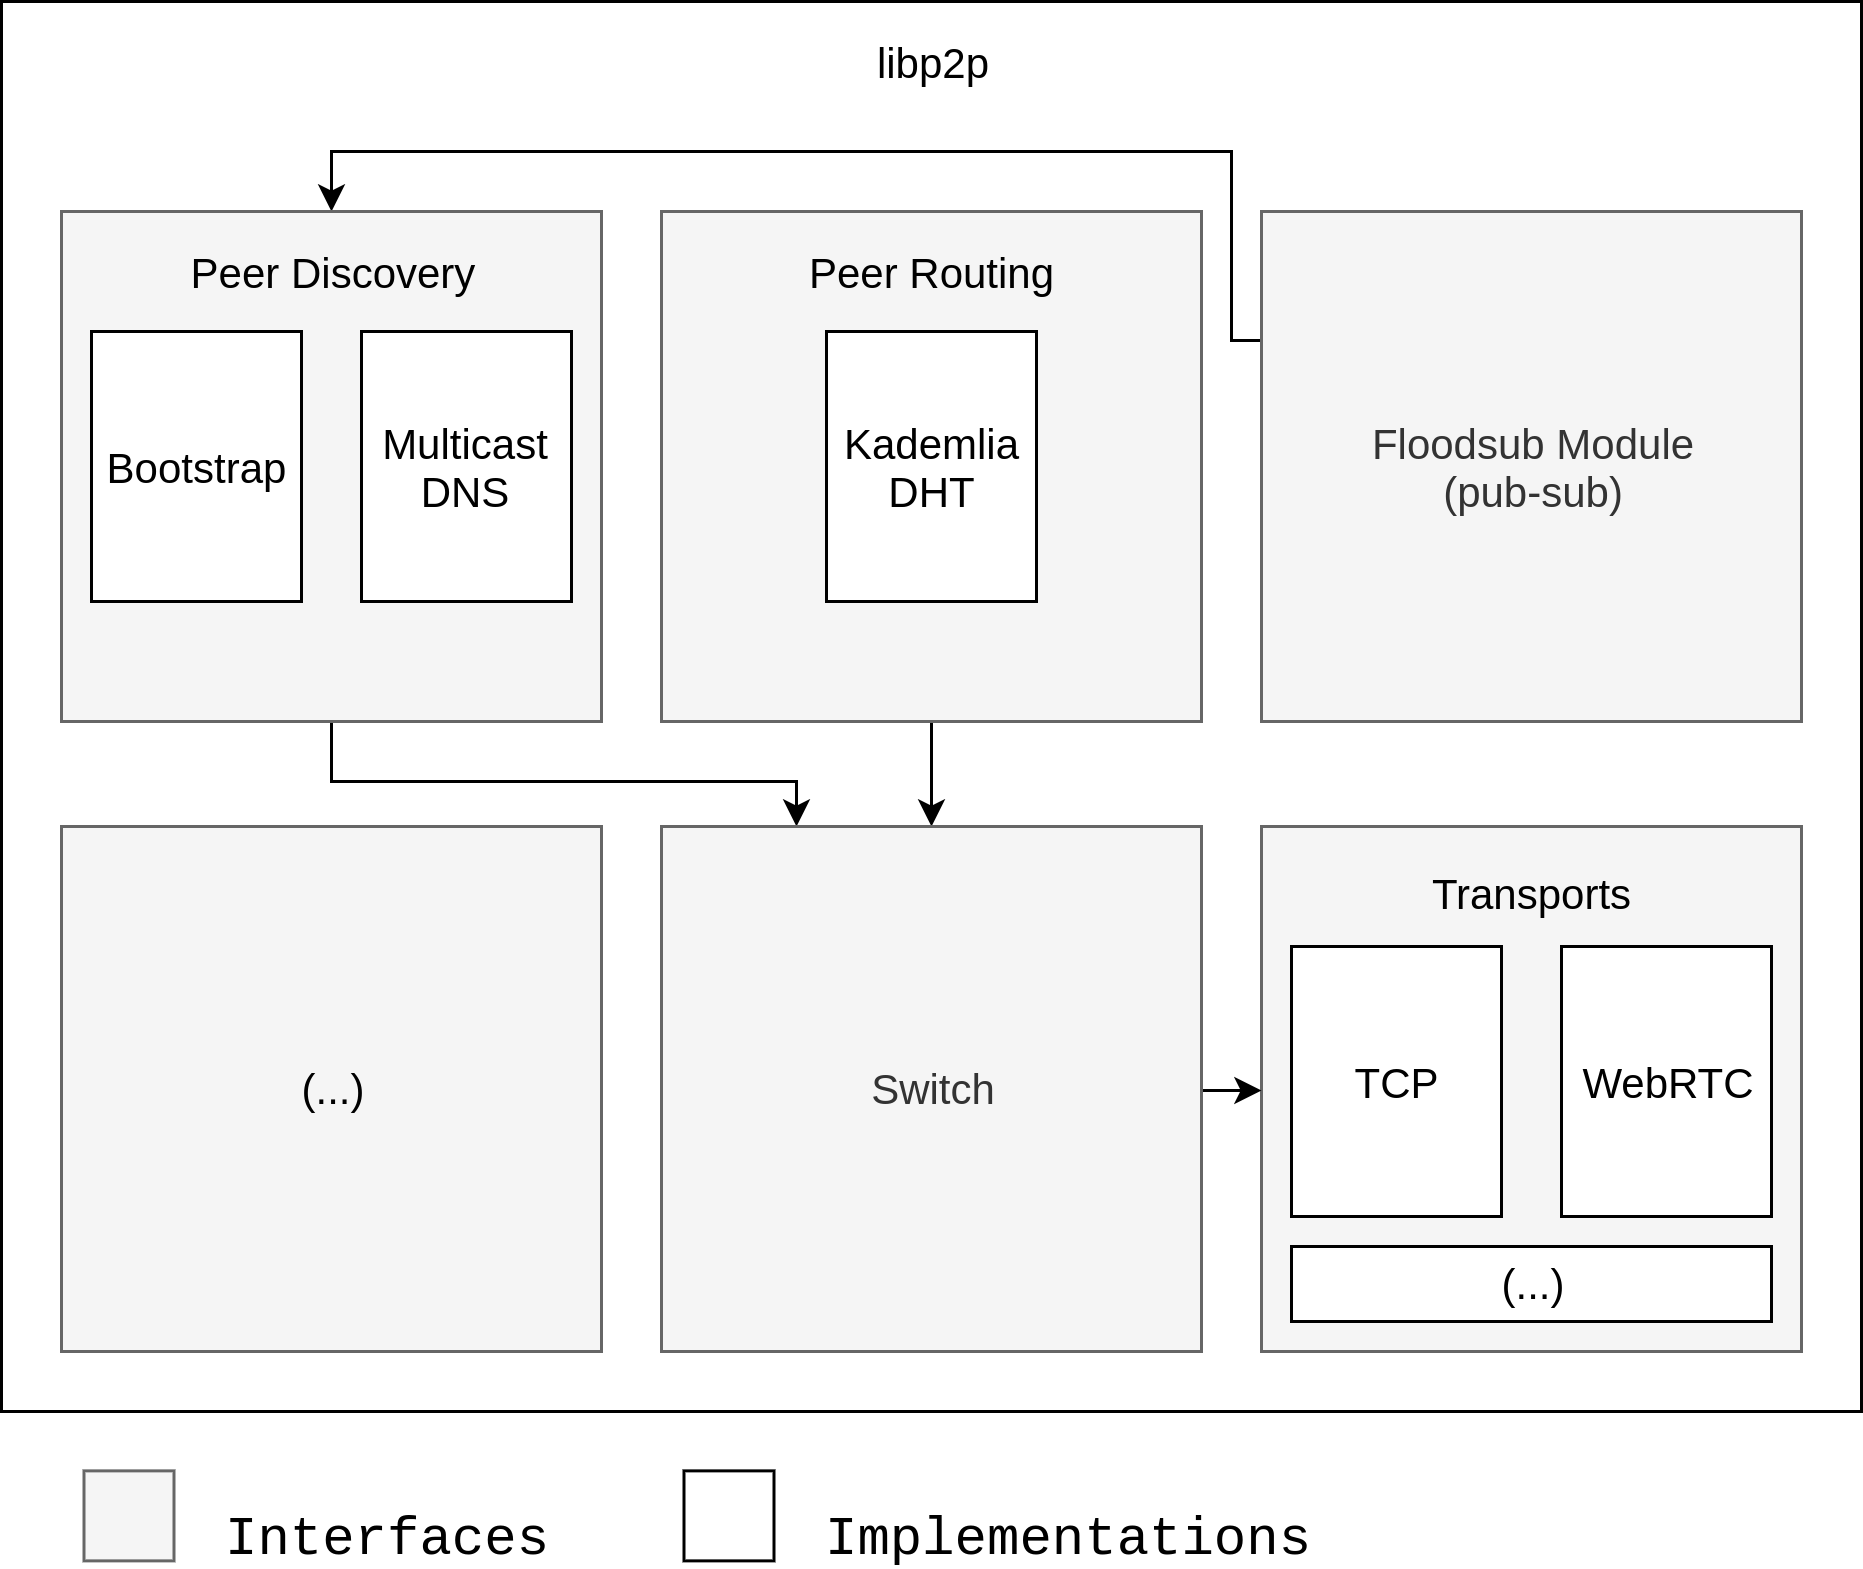 libp2p
Peer Discovery
Bootstrap
Multicast
DNS
Peer Routing
Kademlia
DHT
Floodsub Module
(pub-sub)
(...)
Switch
Transports
TCP
WebRTC
(...)
Interfaces
Implementations